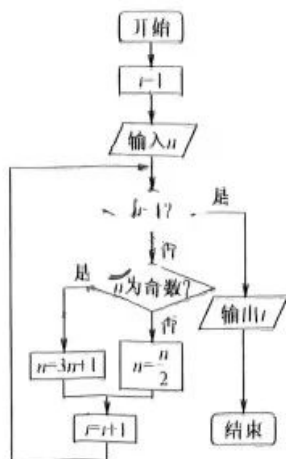 开始
i=1
输入n
n=1?
是
否
n为奇数?
是
否
n=3n+1
n=n/2
i=i+1
输出i
结束